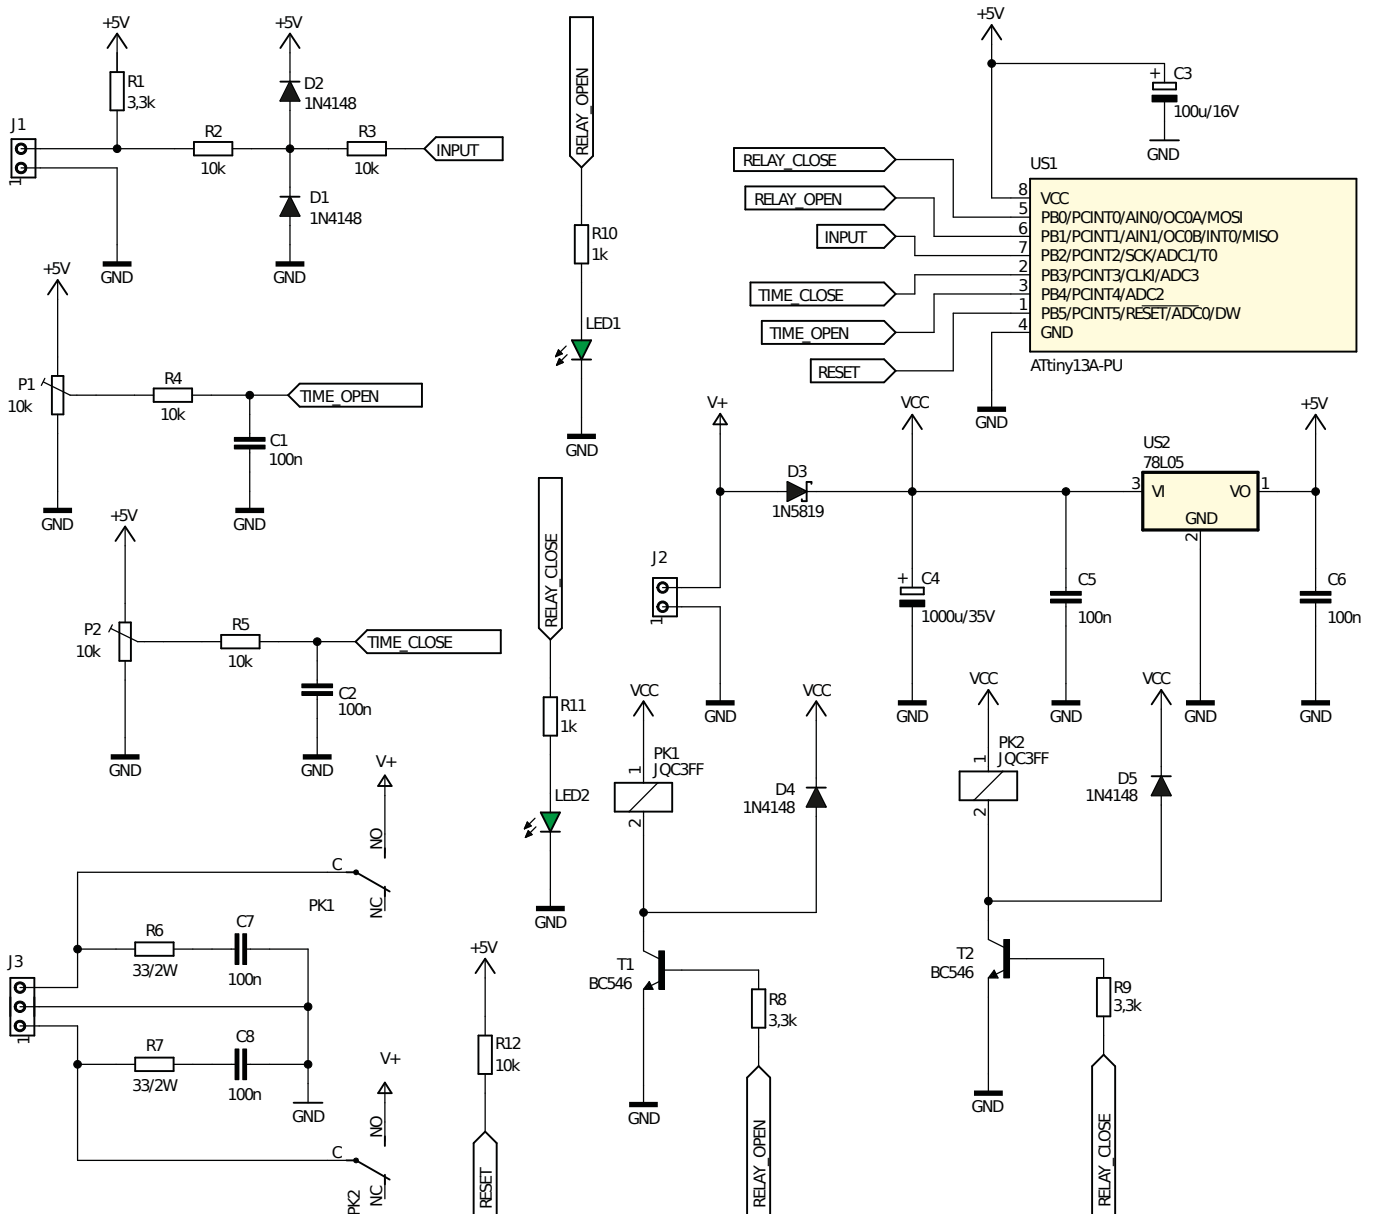 +5V
R1
3,3k
J1
1
R2
10k
+5V
D2
1N4148
R3
10k
INPUT
D1
1N4148
GND
GND
+5V
P1
10k
R4
10k
TIME_OPEN
C1
100n
GND
GND
+5V
P2
10k
R5
10k
TIME_CLOSE
C2
100n
GND
GND
RELAY_OPEN
R10
1k
LED1
GND
RELAY_CLOSE
R11
1k
LED2
GND
+5V
C3
+
100u/16V
GND
US1
RELAY_CLOSE
RELAY_OPEN
INPUT
TIME_CLOSE
TIME_OPEN
RESET
8 VCC
5 PB0/PCINT0/AIN0/OC0A/MOSI
6 PB1/PCINT1/AIN1/OC0B/INT0/MISO
7 PB2/PCINT2/SCK/ADC1/T0
2 PB3/PCINT3/CLKI/ADC3
3 PB4/PCINT4/ADC2
1 PB5/PCINT5/RESET/ADC0/DW
4 GND
ATtiny13A-PU
GND
V+
D3
1N5819
J2
1
GND
VCC
+ C4
1000u/35V
GND
C5
100n
GND
US2
78L05
3 VI
VO 1
GND
2
GND
+5V
C6
100n
GND
VCC
PK1
JQC3FF
1
2
VCC
D4
1N4148
T1
BC546
R8
3,3k
GND
RELAY_OPEN
VCC
PK2
JQC3FF
1
2
VCC
D5
1N4148
T2
BC546
R9
3,3k
GND
RELAY_CLOSE
V+
NO
C
NC
PK1
R6
33/2W
C7
100n
J3
1
R7
33/2W
C8
100n
GND
V+
NO
C
NC
PK2
+5V
R12
10k
RESET